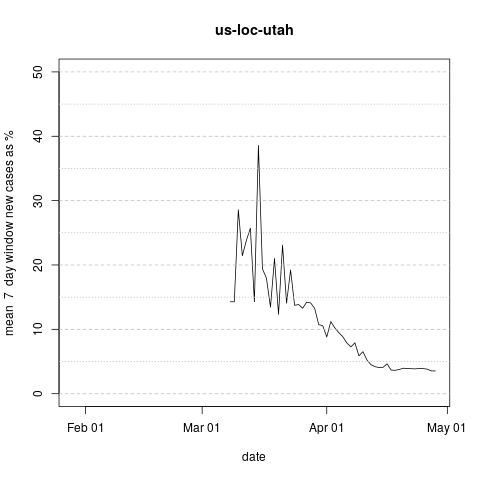 us-loc-utah
mean 7 day window new cases as %
50
40
30
20
10
0
Feb 01
Mar 01
Apr 01
May 01
date